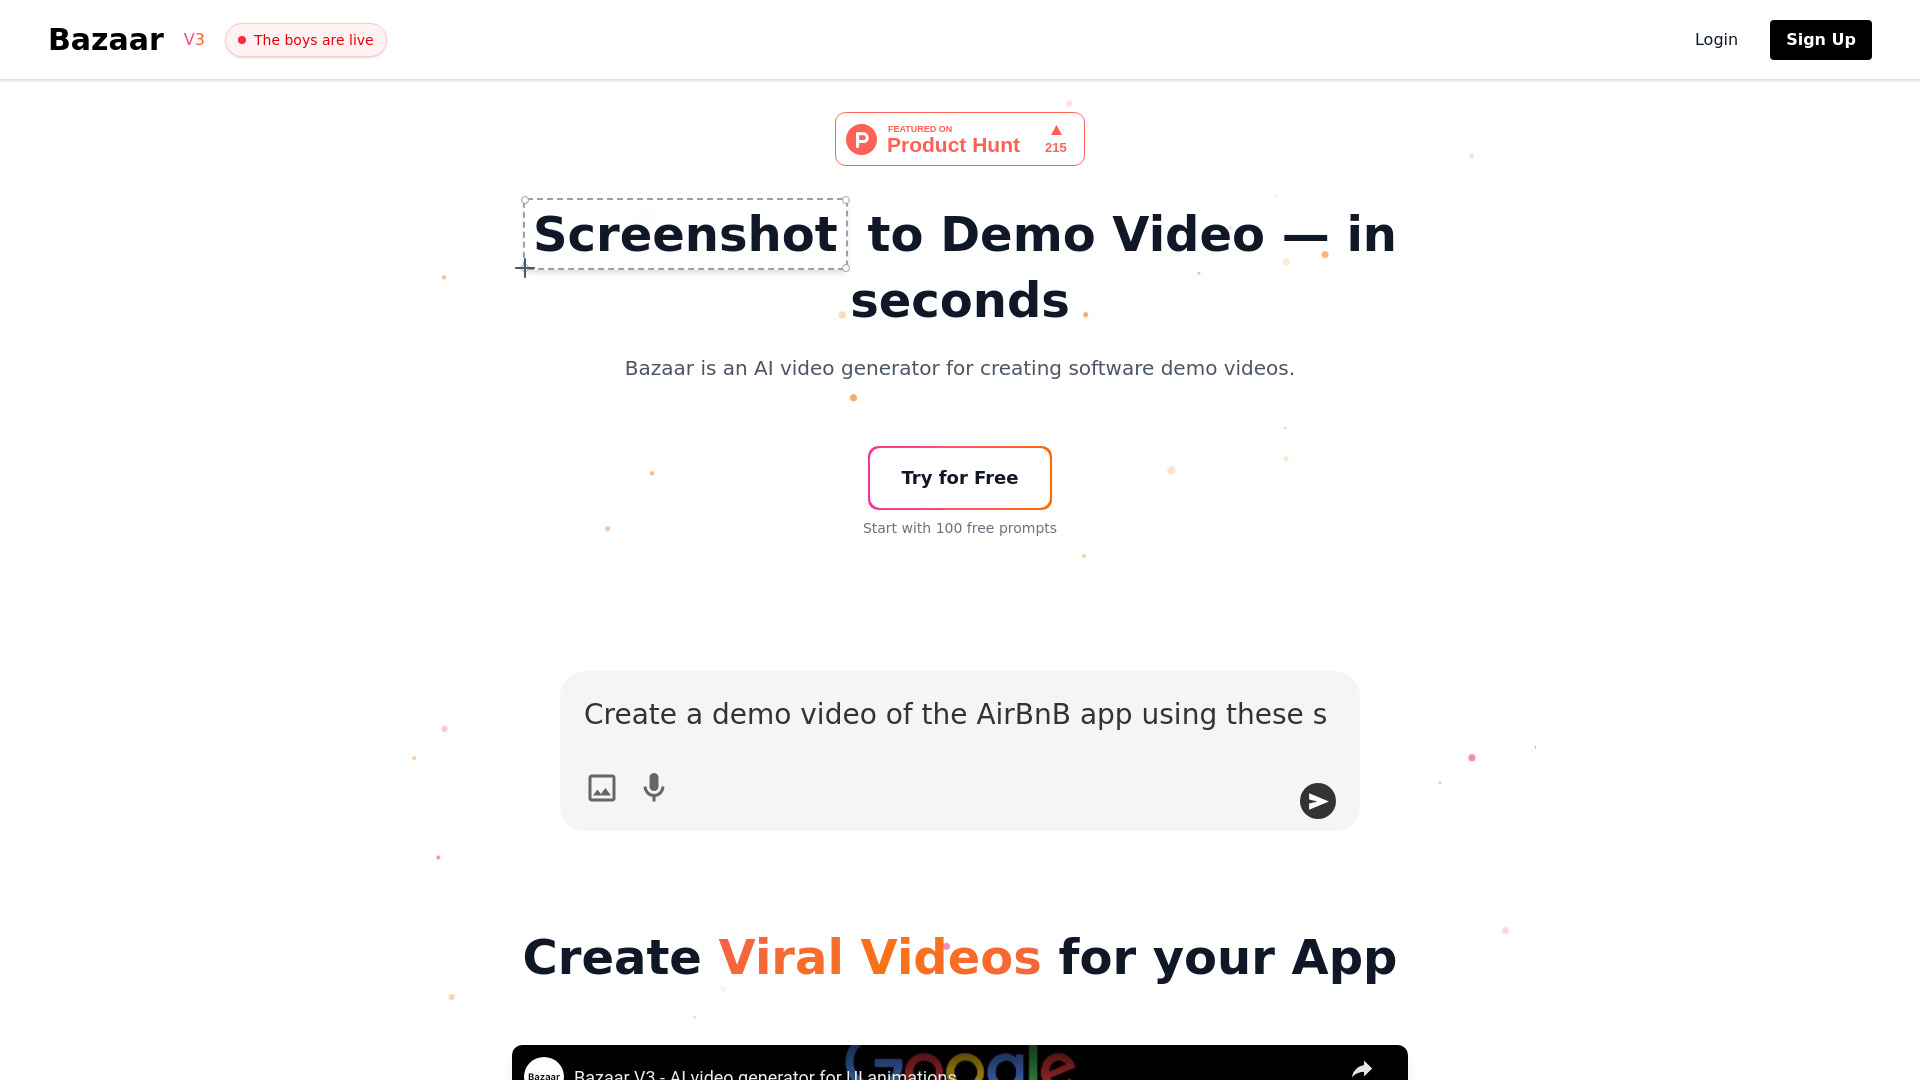 Bazaar V3 The boys are live Login Sign Up
FEATURED ON
Product Hunt 215
Screenshot to Demo Video — in
seconds
Bazaar is an AI video generator for creating software demo videos.
Try for Free
Start with 100 free prompts
Create a demo video of the AirBnB app using these s
Create Viral Videos for your App
Google
Bazaar Bazaar V3 - AI video generator for UI animations